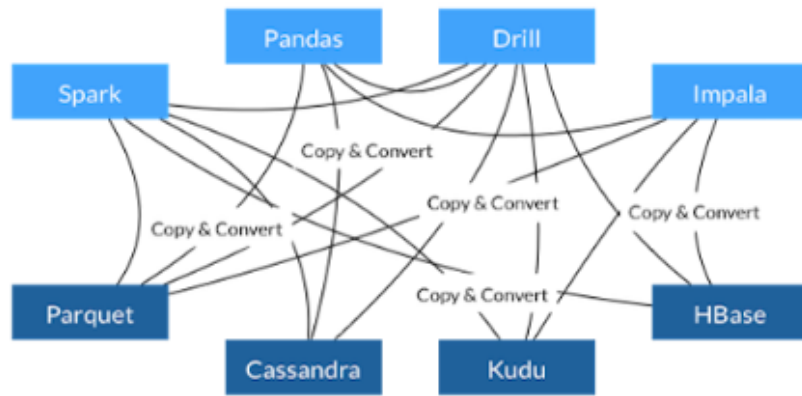 Pandas
Drill
Spark
Impala
Copy & Convert
Copy & Convert
Copy & Convert
Copy & Convert
Copy & Convert
Parquet
HBase
Cassandra
Kudu